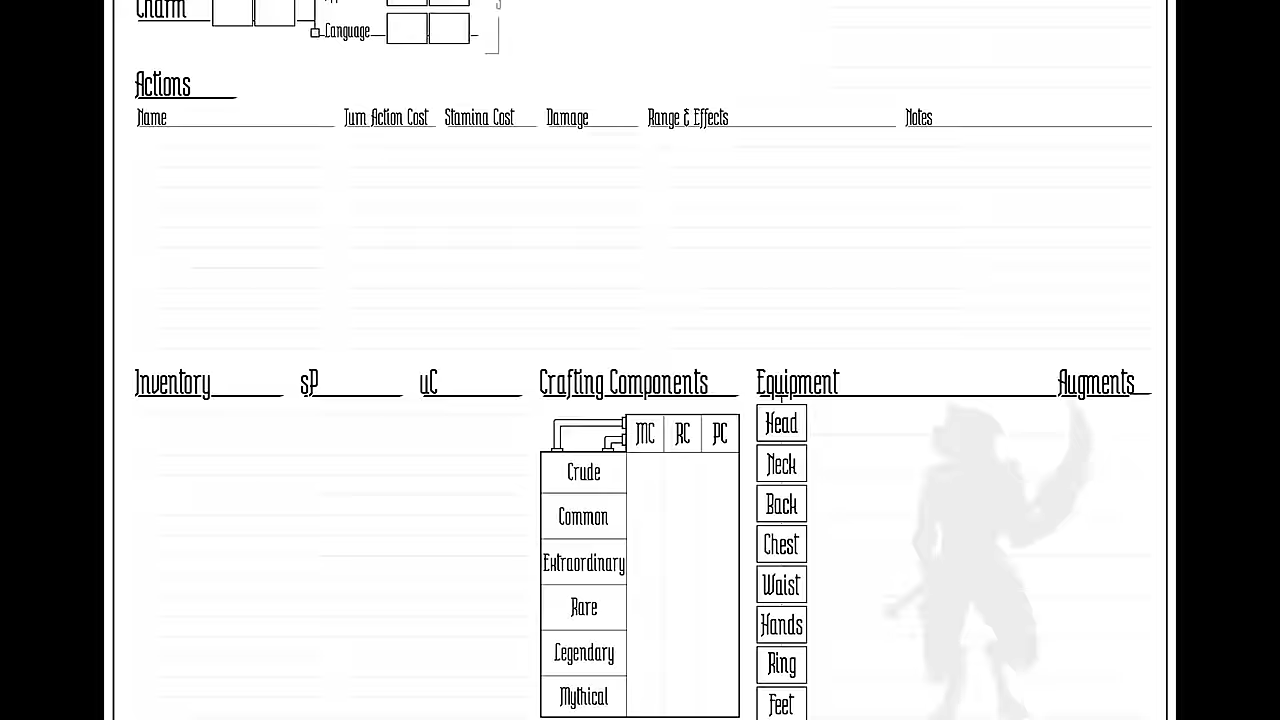 Charm
Language
Actions
Name Turn Action Cost Stamina Cost Damage Range & Effects Notes
Inventory sP uC Crafting Components Equipment Augments
MC RC PC
Crude
Common
Extraordinary
Rare
Legendary
Mythical
Head
Neck
Back
Chest
Waist
Hands
Ring
Feet